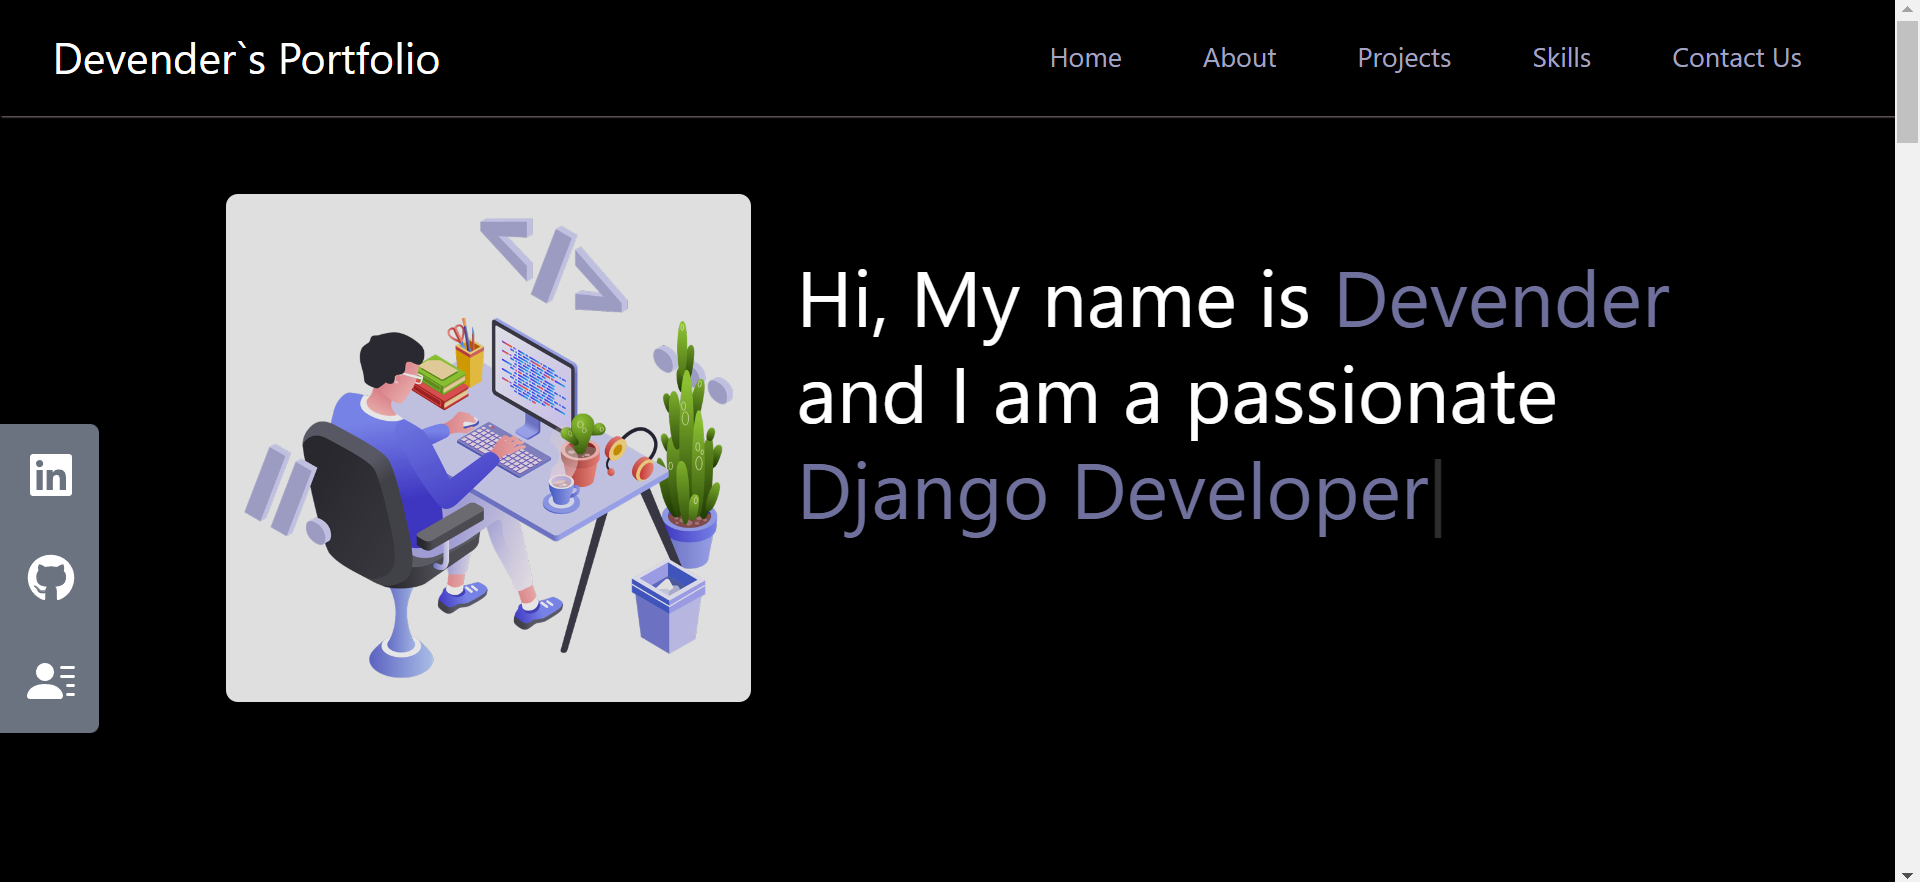 Devender`s Portfolio
Home About Projects Skills Contact Us
</>
Hi, My name is Devender
and I am a passionate
Django Developer
in